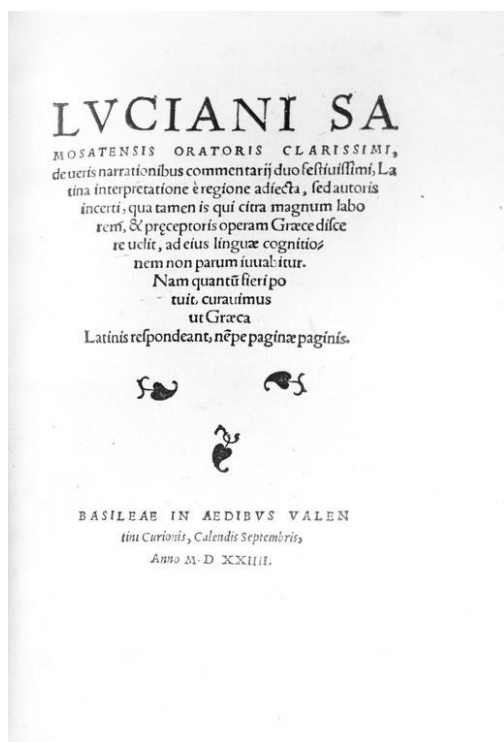 LVCIANI SA
MOSATENSIS ORATORIS CLARISSIMI,
de ueris narrationibus commentarij duo festiuissimi, La
tina interpretatione è regione adiecta, sed autoris
incerti, qua tamen is qui citra magnum labo
rem, & pręceptoris operam Græce disce
re uelit, ad eius linguæ cognitio⸗
nem non parum iuuabitur.
Nam quantū fieri po
tuit, curauimus
ut Græca
Latinis respondeant, nēpe paginæ paginis.
BASILEAE IN AEDIBVS VALEN
tini Curionis, Calendis Septembris,
Anno M. D XXIIII.